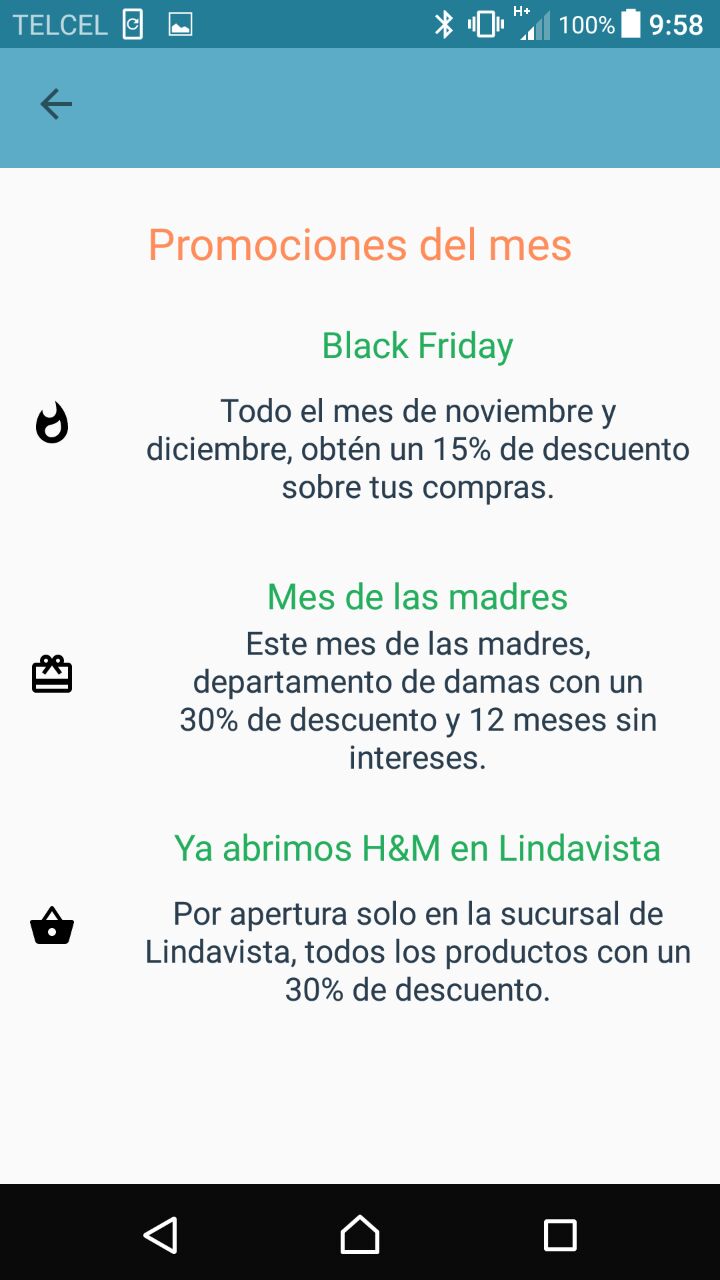 TELCEL H+ 100% 9:58
Promociones del mes
Black Friday
Todo el mes de noviembre y
diciembre, obtén un 15% de descuento
sobre tus compras.
Mes de las madres
Este mes de las madres,
departamento de damas con un
30% de descuento y 12 meses sin
intereses.
Ya abrimos H&M en Lindavista
Por apertura solo en la sucursal de
Lindavista, todos los productos con un
30% de descuento.